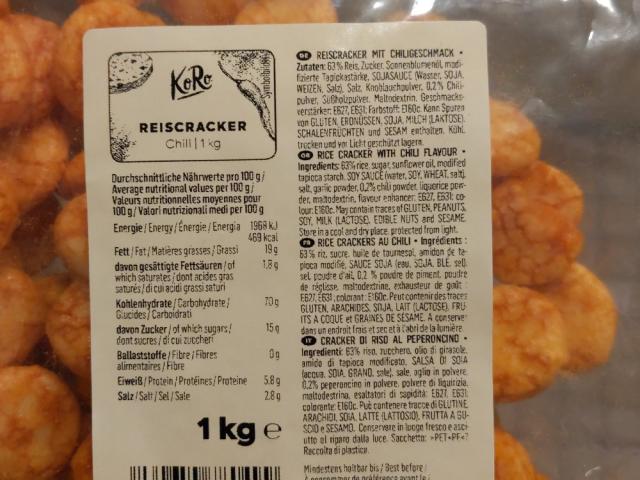 KoRo
Symbolbild
REISCRACKER
Chili | 1 kg
Durchschnittliche Nährwerte pro 100 g /
Average nutritional values per 100 g /
Valeurs nutritionnelles moyennes pour
100 g / Valori nutrizionali medi per 100 g
Energie / Energy / Énergie / Energia 1968 kJ
469 kcal
Fett / Fat / Matières grasses / Grassi 19 g
davon gesättigte Fettsäuren / of 1,8 g
which saturates / dont acides gras
saturés / di cui acidi grassi saturi
Kohlenhydrate / Carbohydrate / 70 g
Glucides / Carboidrati
davon Zucker / of which sugars / 15 g
dont sucres / di cui zuccheri
Ballaststoffe / Fibre / Fibres 0 g
alimentaires / Fibre
Eiweiß / Protein / Protéines / Proteine 5,8 g
Salz / Salt / Sel / Sale 2,8 g
1 kg e
DE REISCRACKER MIT CHILIGESCHMACK •
Zutaten: 63 % Reis, Zucker, Sonnenblumenöl, modi-
fizierte Tapiokastärke, SOJASAUCE (Wasser, SOJA,
WEIZEN, Salz), Salz, Knoblauchpulver, 0,2 % Chili-
pulver, Süßholzpulver, Maltodextrin, Geschmacks-
verstärker: E627, E631; Farbstoff: E160c. Kann Spuren
von GLUTEN, ERDNÜSSEN, SOJA, MILCH (LAKTOSE),
SCHALENFRÜCHTEN und SESAM enthalten. Kühl,
trocken und vor Licht geschützt lagern.
GB RICE CRACKER WITH CHILI FLAVOUR •
Ingredients: 63% rice, sugar, sunflower oil, modified
tapioca starch, SOY SAUCE (water, SOY, WHEAT, salt),
salt, garlic powder, 0.2% chili powder, liquorice pow-
der, maltodextrin, flavour enhancer: E627, E631; co-
lour: E160c. May contain traces of GLUTEN, PEANUTS,
SOY, MILK (LACTOSE), EDIBLE NUTS and SESAME.
Store in a cool and dry place, protected from light.
FR RICE CRACKERS AU CHILI • Ingrédients :
63 % riz, sucre, huile de tournesol, amidon de ta-
pioca modifié, SAUCE SOJA (eau, SOJA, BLÉ, sel),
sel, poudre d'ail, 0,2 % poudre de piment, poudre
de réglisse, maltodextrine, exhausteur de goût :
E627, E631; colorant : E160c. Peut contenir des traces
GLUTEN, ARACHIDES, SOJA, LAIT (LACTOSE), FRU-
ITS A COQUE et GRAINES DE SESAME. A conserver
dans un endroit frais et sec et à l'abri de la lumière.
IT CRACKER DI RISO AL PEPERONCINO •
Ingredienti: 63% riso, zucchero, olio di girasole,
amido di tapioca modificato, SALSA DI SOIA
(acqua, SOIA, GRANO, sale), sale, aglio in polvere,
0,2% peperoncino in polvere, polvere di liquirizia,
maltodestrina, esaltatori di sapidità: E627, E631;
colorante: E160c. Può contenere tracce di GLUTINE,
ARACHIDI, SOIA, LATTE (LATTOSIO), FRUTTA A GU-
SCIO e SESAMO. Conservare in luogo fresco e asci-
utto al riparo dalla luce. Sacchetto: >PET+PE<?
Raccolta di plastica.
Mindestens haltbar bis / Best before /